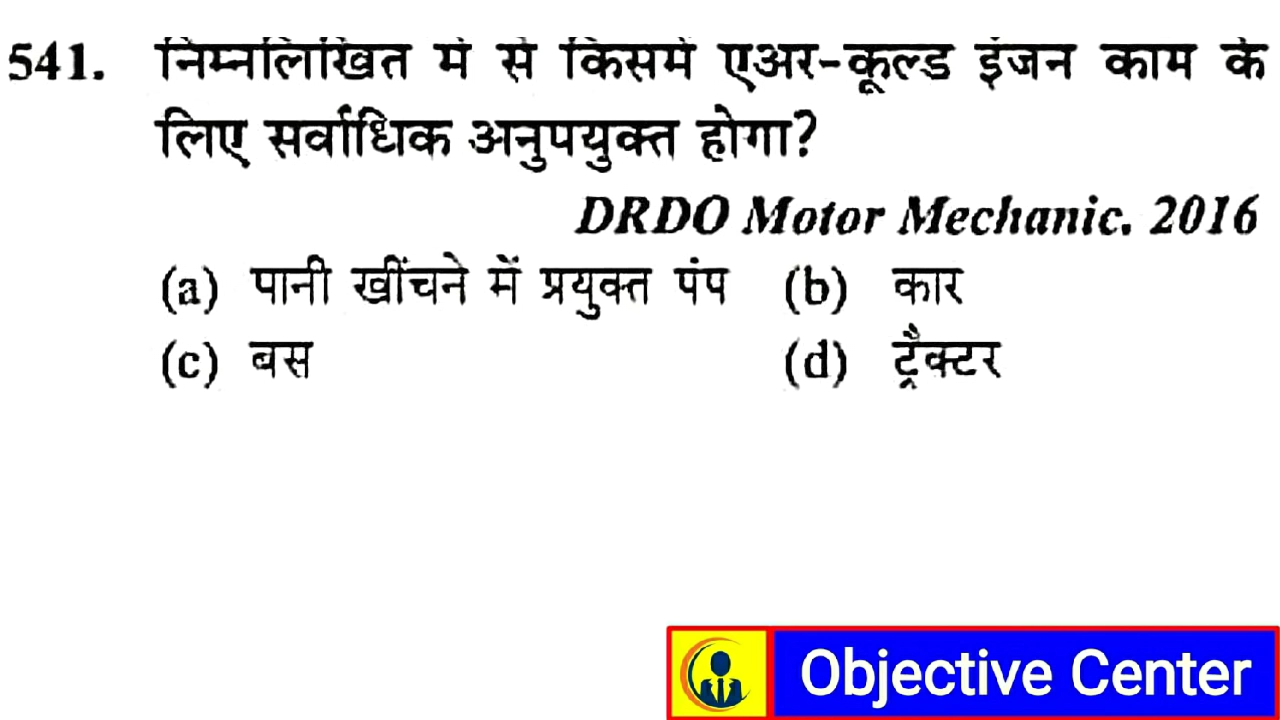 541. निम्नलिखित में से किसमें एअर-कूल्ड इंजन काम के
लिए सर्वाधिक अनुपयुक्त होगा?
DRDO Motor Mechanic. 2016
(a) पानी खींचने में प्रयुक्त पंप (b) कार
(c) बस (d) ट्रैंक्टर
Objective Center